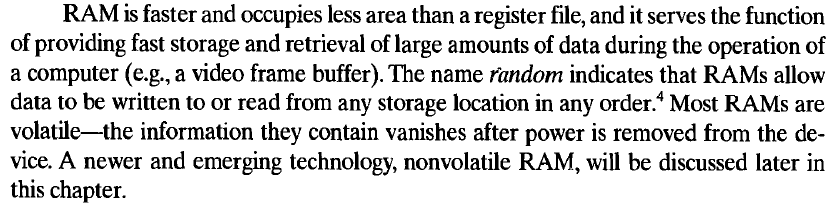 RAM is faster and occupies less area than a register file, and it serves the function
of providing fast storage and retrieval of large amounts of data during the operation of
a computer (e.g., a video frame buffer). The name random indicates that RAMs allow
data to be written to or read from any storage location in any order.⁴ Most RAMs are
volatile—the information they contain vanishes after power is removed from the de-
vice. A newer and emerging technology, nonvolatile RAM, will be discussed later in
this chapter.